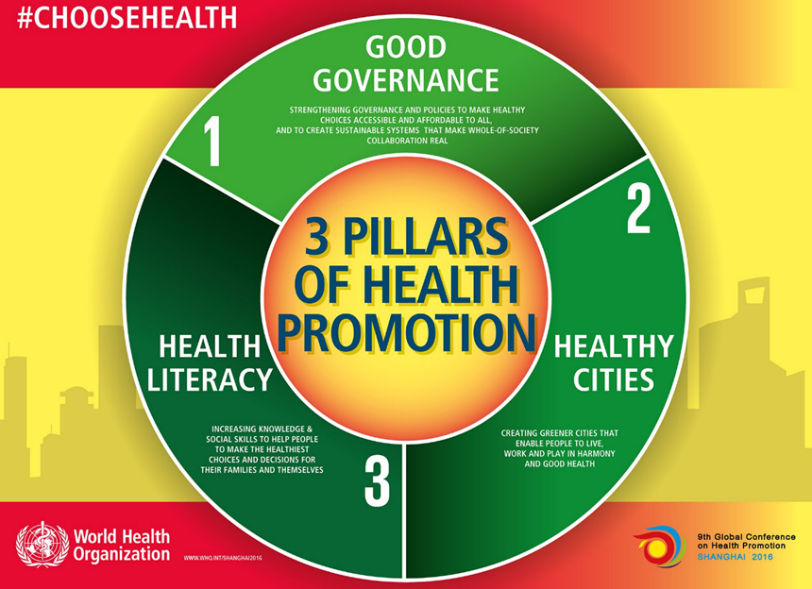 #CHOOSEHEALTH
GOOD
GOVERNANCE
STRENGTHENING GOVERNANCE AND POLICIES TO MAKE HEALTHY
CHOICES ACCESSIBLE AND AFFORDABLE TO ALL,
AND TO CREATE SUSTAINABLE SYSTEMS THAT MAKE WHOLE-OF-SOCIETY
COLLABORATION REAL
1
2
3 PILLARS
OF HEALTH
PROMOTION
HEALTHY
CITIES
CREATING GREENER CITIES THAT
ENABLE PEOPLE TO LIVE,
WORK AND PLAY IN HARMONY
AND GOOD HEALTH
HEALTH
LITERACY
INCREASING KNOWLEDGE &
SOCIAL SKILLS TO HELP PEOPLE
TO MAKE THE HEALTHIEST
CHOICES AND DECISIONS FOR
THEIR FAMILIES AND THEMSELVES
3
World Health
Organization
WWW.WHO.INT/SHANGHAI2016
9th Global Conference
on Health Promotion
SHANGHAI 2016